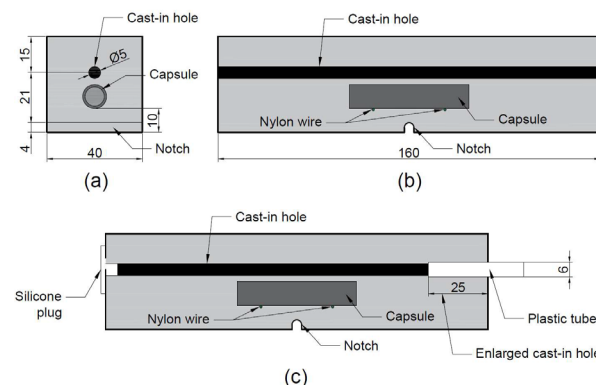 Cast-in hole
Ø5
Capsule
15
21
4
10
Notch
40
(a)
Cast-in hole
Nylon wire
Capsule
Notch
160
(b)
Cast-in hole
Silicone
plug
25
6
Nylon wire
Capsule
Plastic tube
Notch
Enlarged cast-in hole
(c)